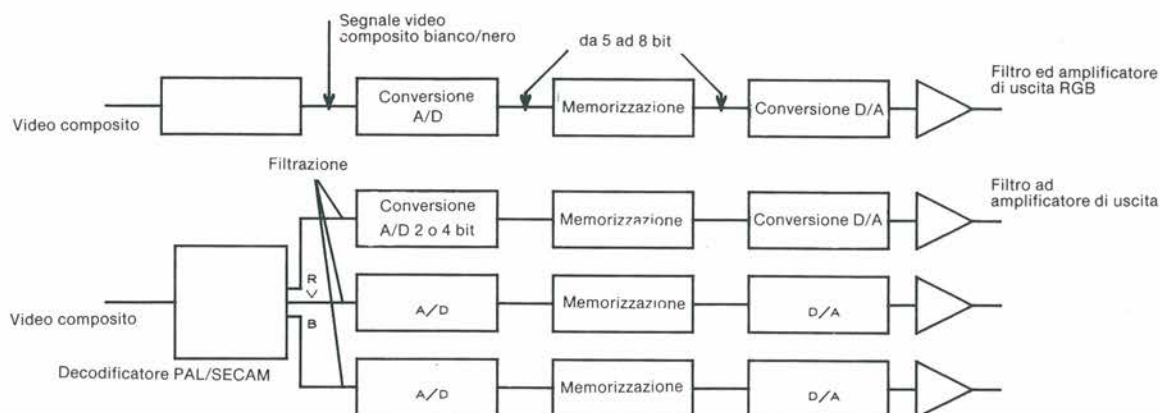 Segnale video
composito bianco/nero
da 5 ad 8 bit
Filtro ed amplificatore
di uscita RGB
Conversione
A/D
Memorizzazione
Conversione D/A
Video composito
Filtrazione
Filtro ad
amplificatore di uscita
Conversione
A/D 2 o 4 bit
Memorizzazione
Conversione D/A
R
V
B
A/D
Memorizzazione
D/A
Video composito
Decodificatore PAL/SECAM
A/D
Memorizzazione
D/A